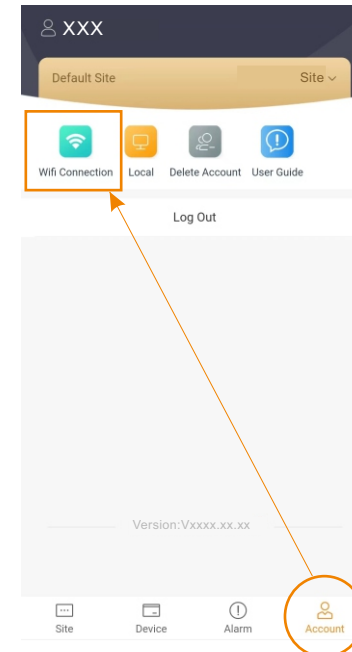 XXX
Default Site Site
Wifi Connection Local Delete Account User Guide
Log Out
Version:Vxxxx.xx.xx
Site Device Alarm Account